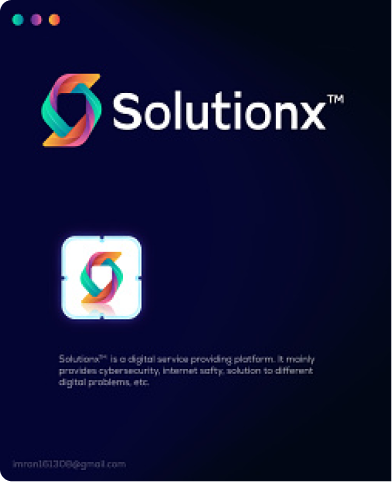 Solutionx™
Solutionx™ is a digital service providing platform. It mainly
provides cybersecurity, internet safty, solution to different
digital problems, etc.
imran161308@gmail.com